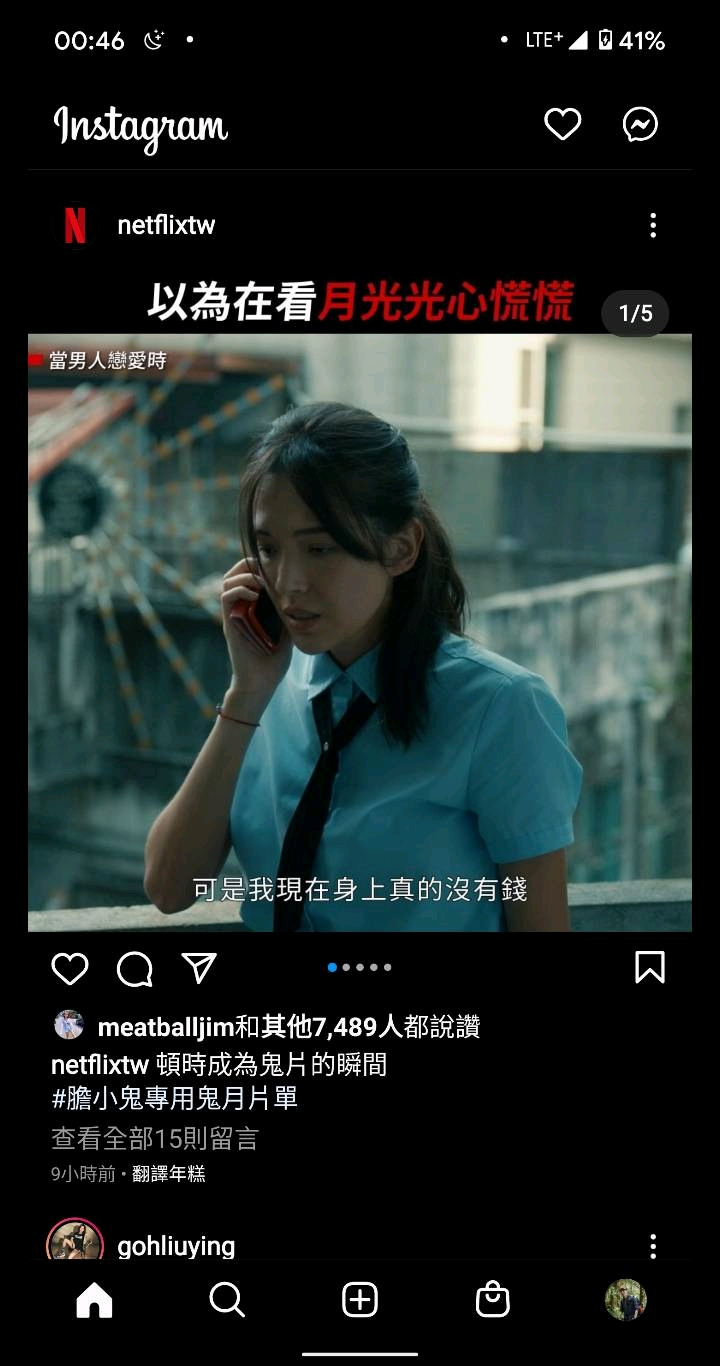 00:46
LTE+ 41%
Instagram
netflixtw
以為在看月光光心慌慌
1/5
當男人戀愛時
可是我現在身上真的沒有錢
meatballjim和其他7,489人都說讚
netflixtw 頓時成為鬼片的瞬間
#膽小鬼專用鬼月片單
查看全部15則留言
9小時前 · 翻譯年糕
gohliuying